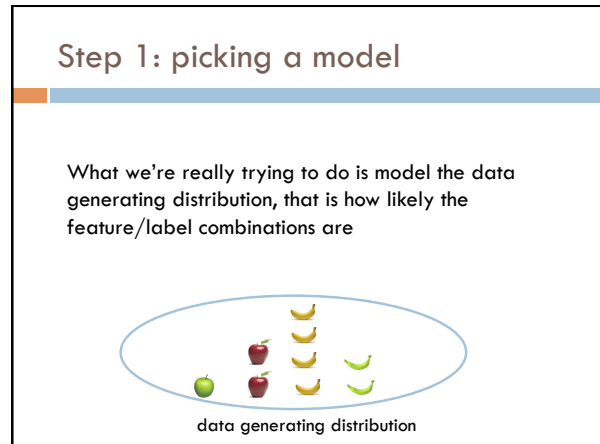 Step 1: picking a model
What we’re really trying to do is model the data
generating distribution, that is how likely the
feature/label combinations are
data generating distribution